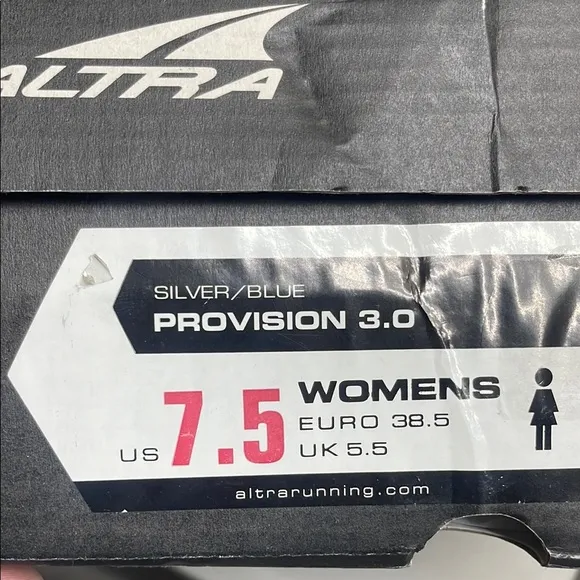 ALTRA
SILVER/BLUE
PROVISION 3.0
US 7.5 WOMENS
EURO 38.5
UK 5.5
altrarunning.com